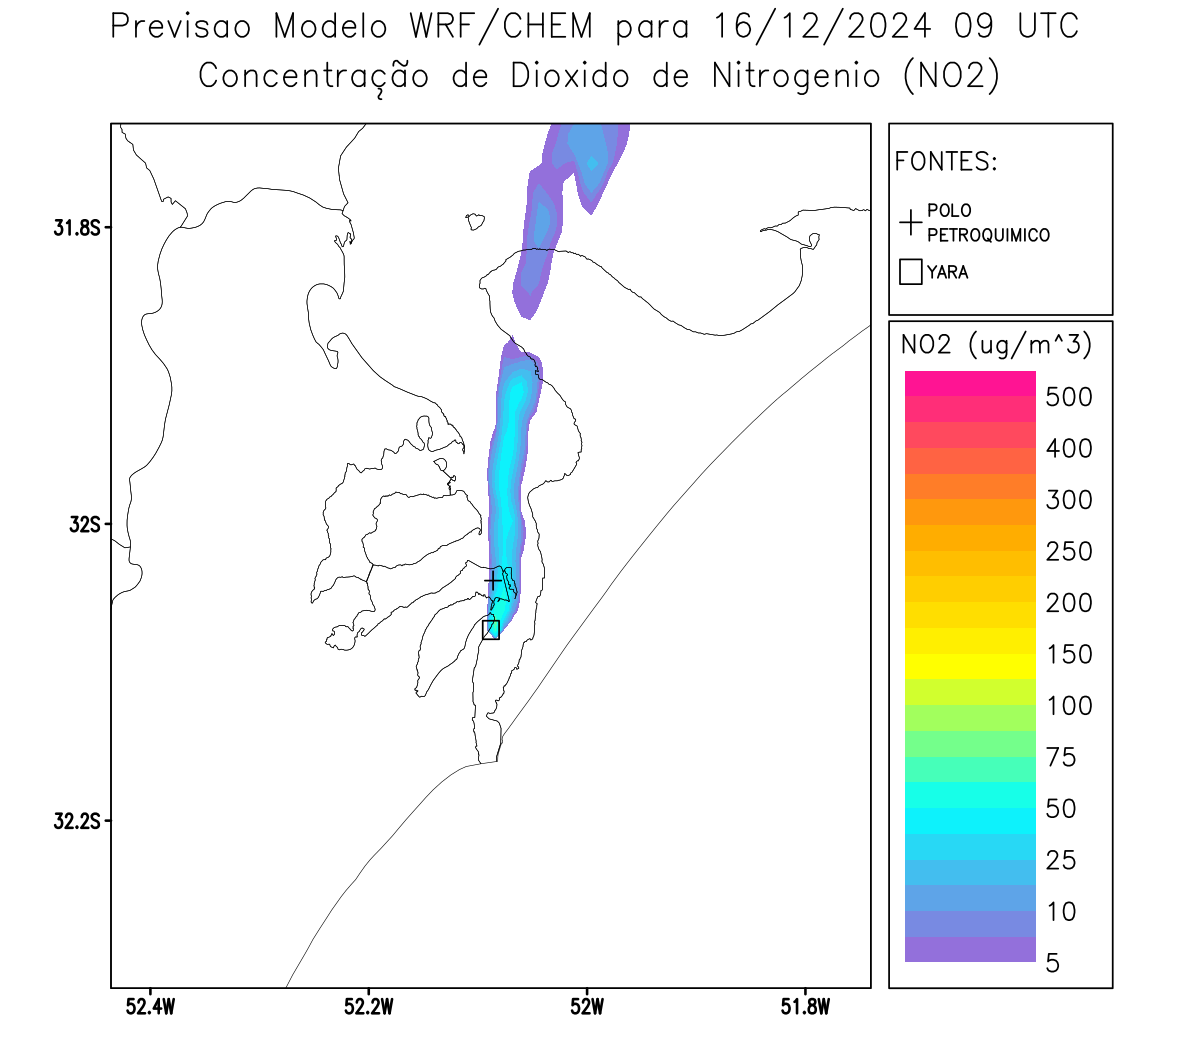 Previsao Modelo WRF/CHEM para 16/12/2024 09 UTC
Concentração de Dioxido de Nitrogenio (NO2)
FONTES:
POLO
PETROQUIMICO
YARA
NO2 (ug/m^3)
500
400
300
250
200
150
100
75
50
25
10
5
31.8S
32S
32.2S
52.4W
52.2W
52W
51.8W